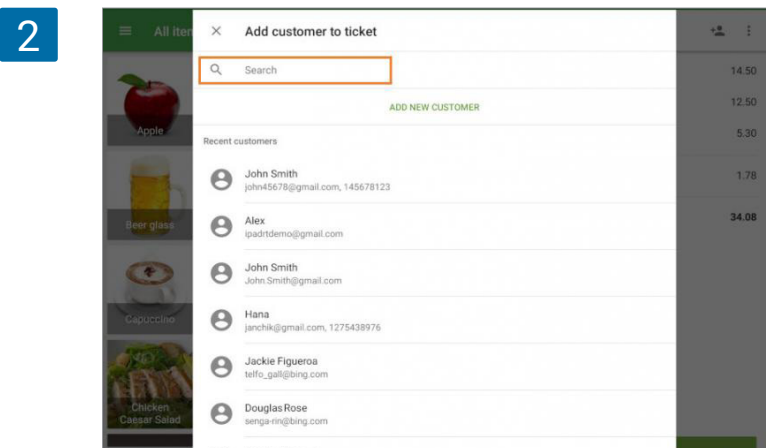 2
All iten
Add customer to ticket
Search
ADD NEW CUSTOMER
Recent customers
John Smith
john45678@gmail.com, 145678123
Alex
ipadrtdemo@gmail.com
John Smith
John.Smith@gmail.com
Hana
janchik@gmail.com, 1275438976
Jackie Figueroa
telfo_gall@bing.com
Douglas Rose
senga-rin@bing.com
Apple
Beer glass
Capuccino
Chicken
Caesar Salad
14.50
12.50
5.30
1.78
34.08